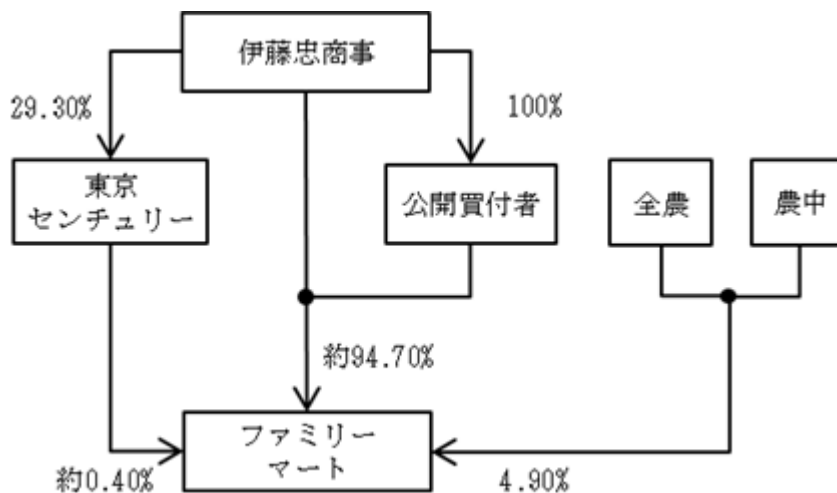 伊藤忠商事
29.30%
100%
東京
センチュリー
公開買付者
全農
農中
約94.70%
ファミリー
マート
約0.40%
4.90%